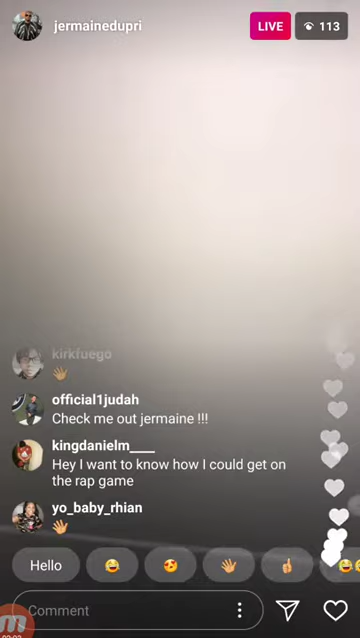 jermainedupri
LIVE
113
kirkfuego
👋🏽
official1judah
Check me out jermaine !!!
kingdanielm____
Hey I want to know how I could get on
the rap game
yo_baby_rhian
👋🏽
Hello
😂
😍
👋🏽
☝🏼
😂
Comment